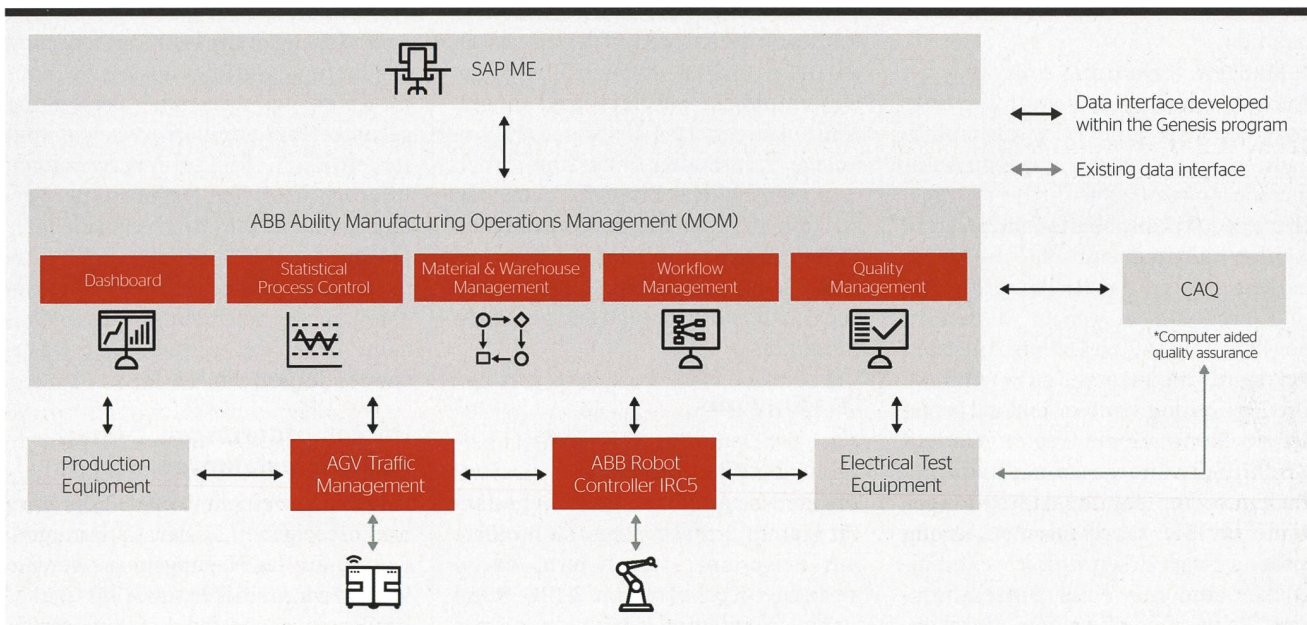 SAP ME
Data interface developed
within the Genesis program
Existing data interface
ABB Ability Manufacturing Operations Management (MOM)
Dashboard
Statistical
Process Control
Material & Warehouse
Management
Workflow
Management
Quality
Management
CAQ
*Computer aided
quality assurance
Production
Equipment
AGV Traffic
Management
ABB Robot
Controller IRC5
Electrical Test
Equipment